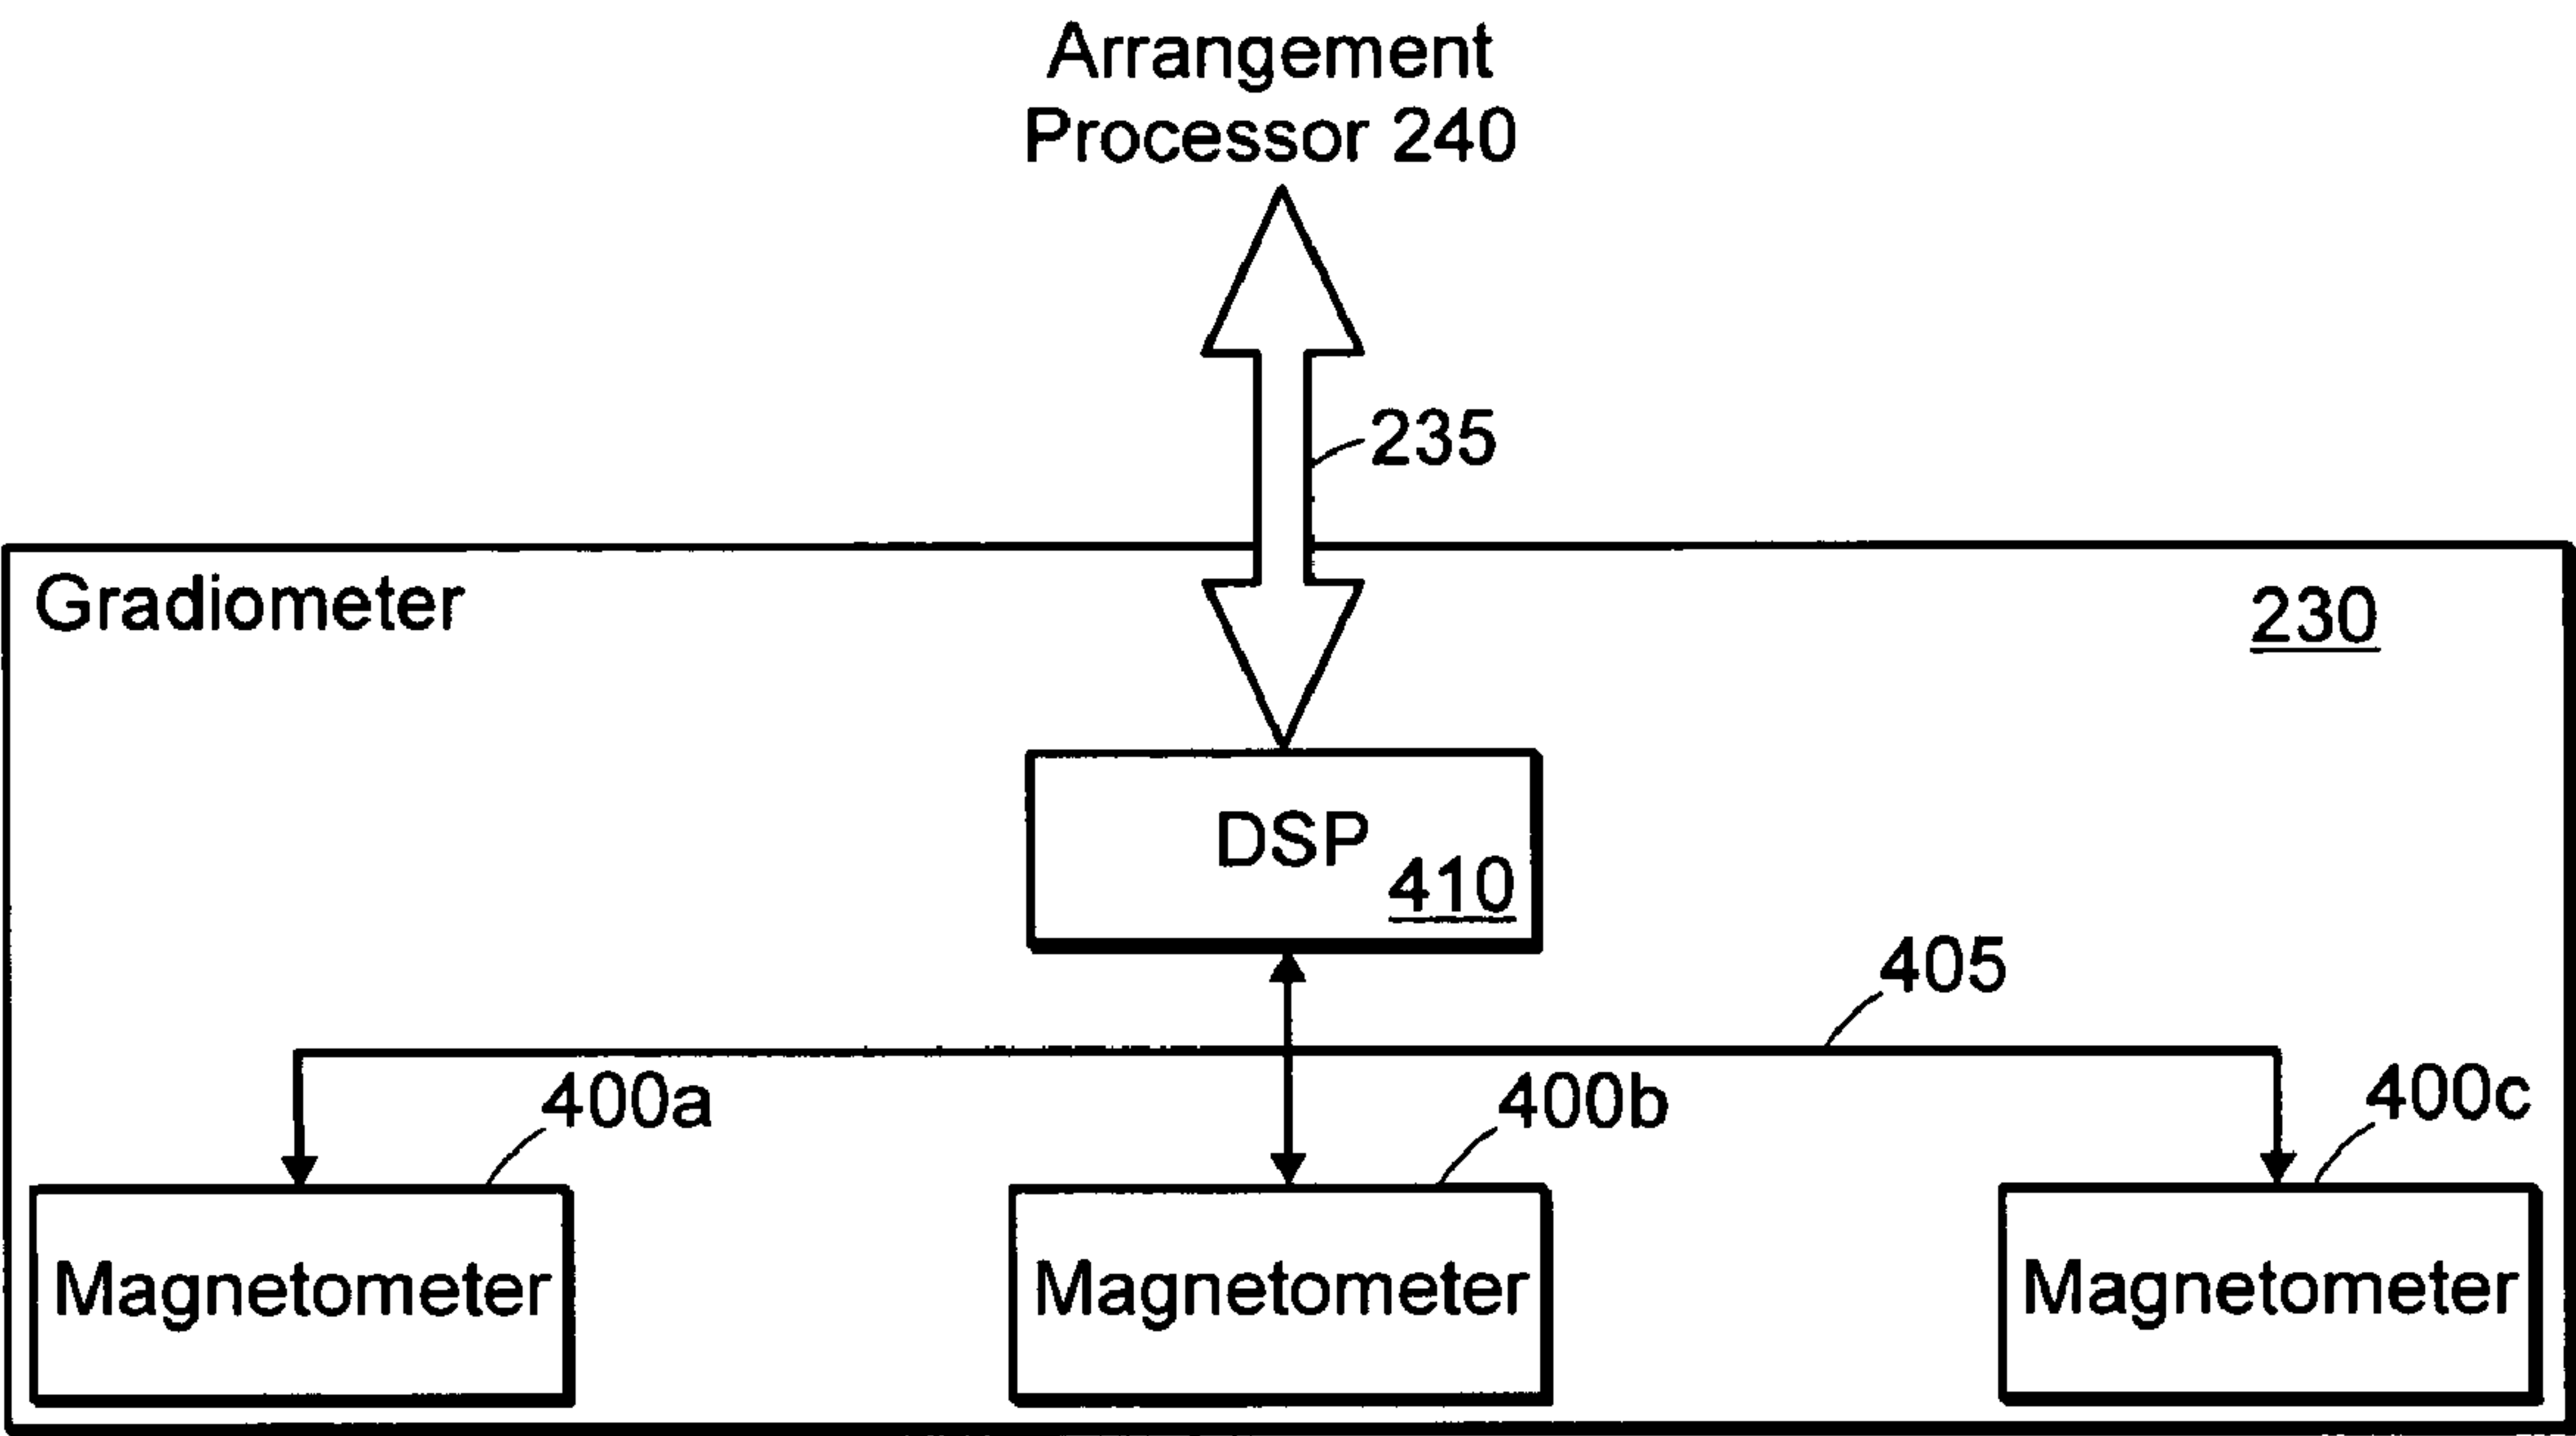 Arrangement
Processor 240
235
Gradiometer
230
DSP
410
405
400a
400b
400c
Magnetometer
Magnetometer
Magnetometer